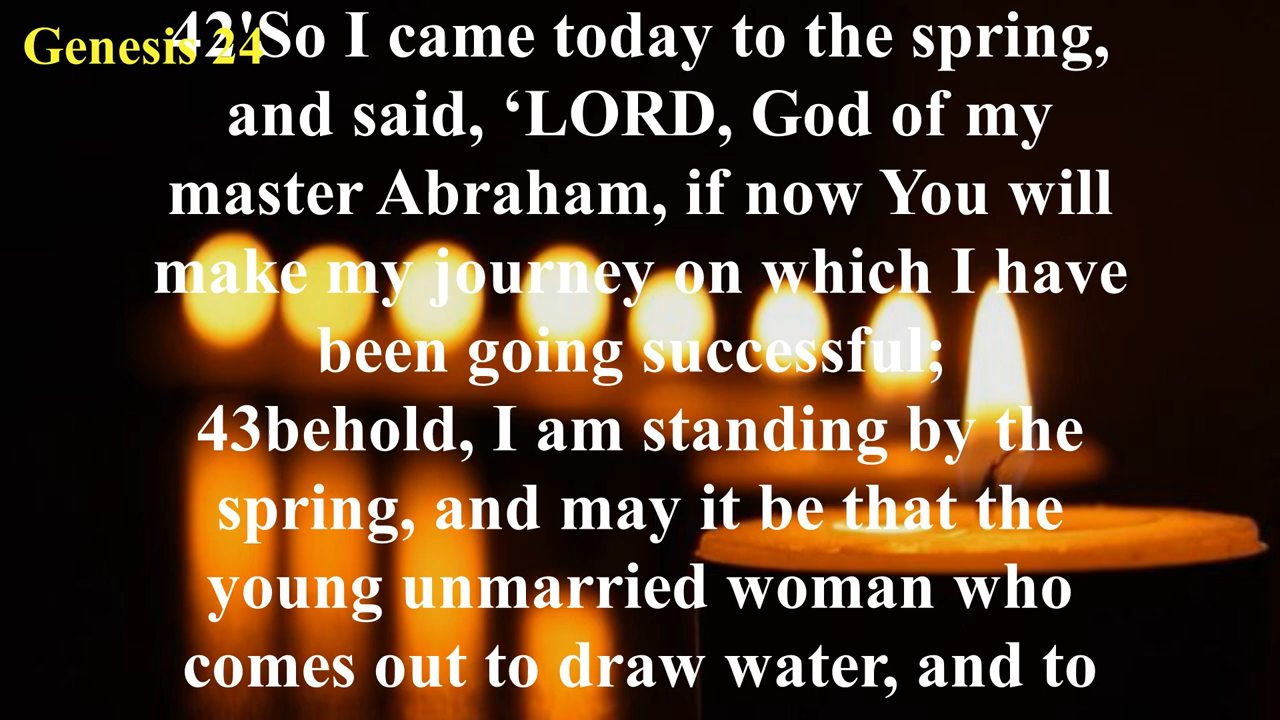 Genesis 24
42'So I came today to the spring,
and said, ‘LORD, God of my
master Abraham, if now You will
make my journey on which I have
been going successful;
43behold, I am standing by the
spring, and may it be that the
young unmarried woman who
comes out to draw water, and to